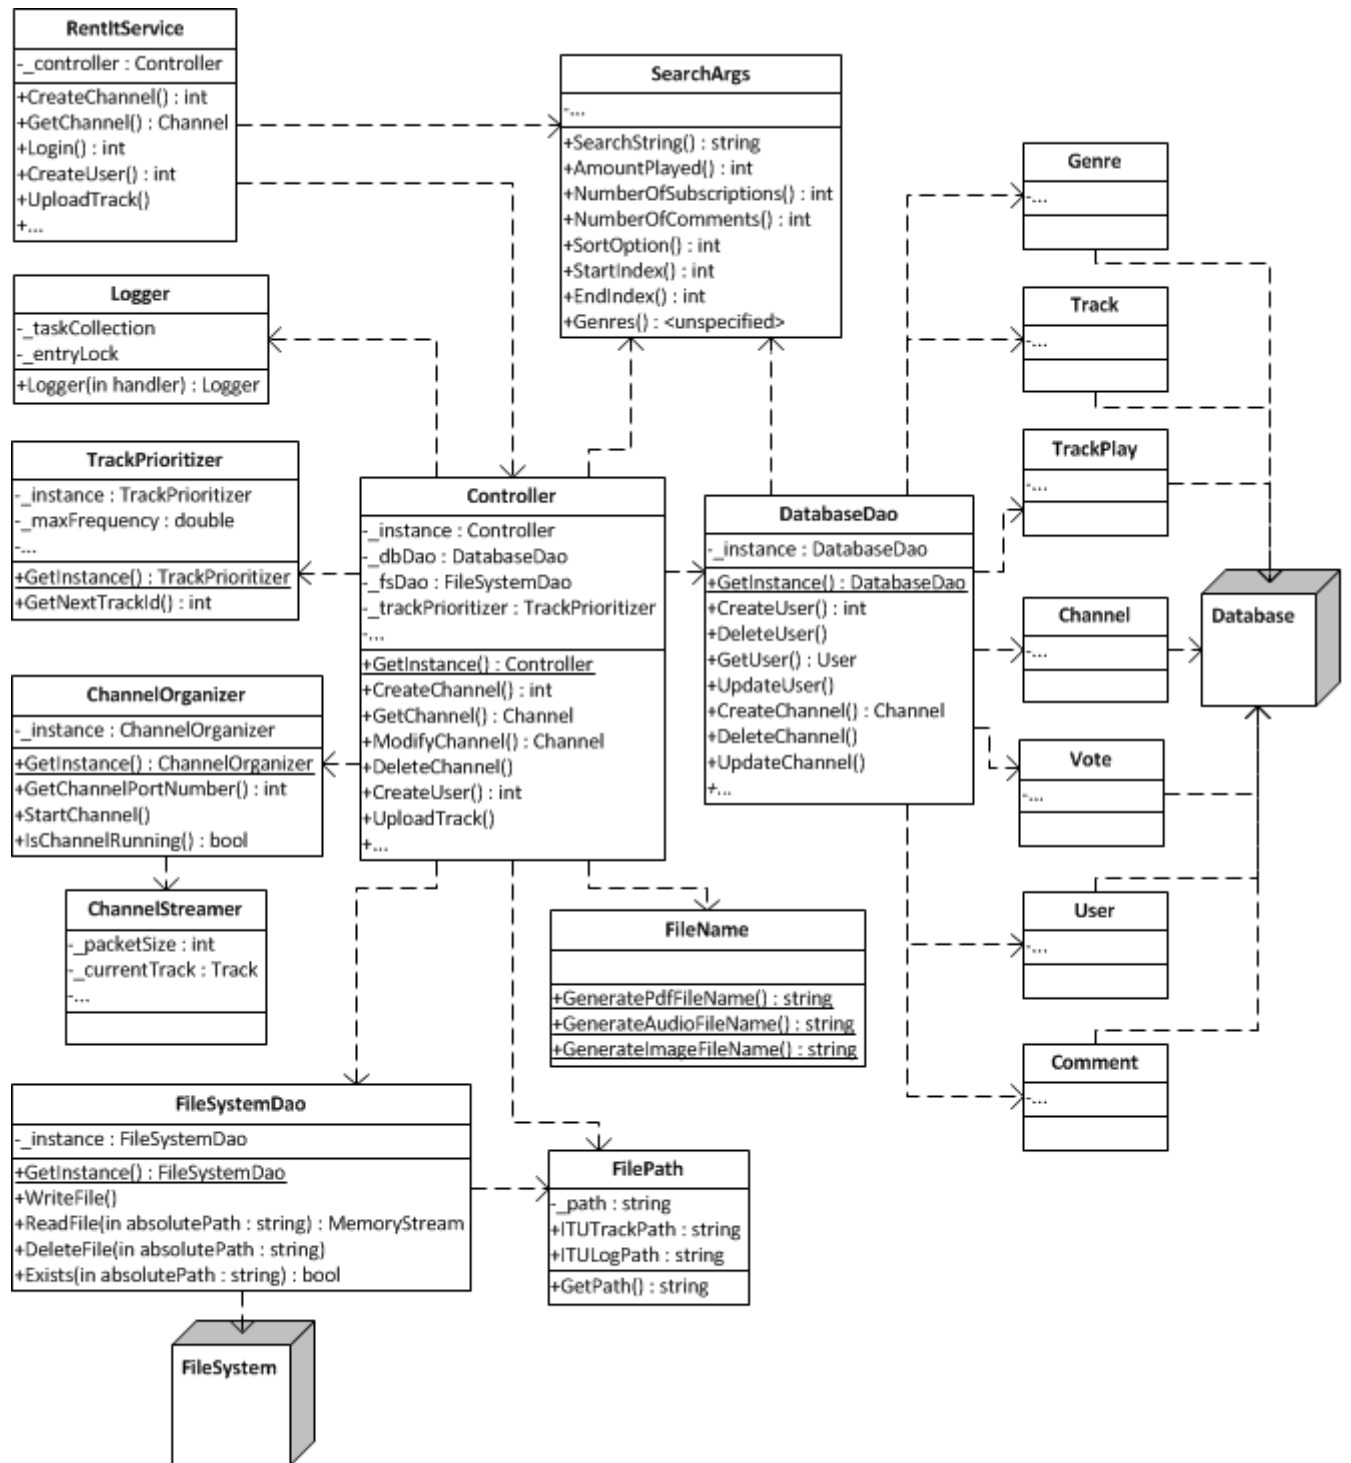 RentItService
-_controller : Controller
+CreateChannel() : int
+GetChannel() : Channel
+Login() : int
+CreateUser() : int
+UploadTrack()
+...
SearchArgs
-...
+SearchString() : string
+AmountPlayed() : int
+NumberOfSubscriptions() : int
+NumberOfComments() : int
+SortOption() : int
+StartIndex() : int
+EndIndex() : int
+Genres() : <unspecified>
Logger
-_taskCollection
-_entryLock
+Logger(in handler) : Logger
TrackPrioritizer
-_instance : TrackPrioritizer
-_maxFrequency : double
-...
+GetInstance() : TrackPrioritizer
+GetNextTrackId() : int
Controller
-_instance : Controller
-_dbDao : DatabaseDao
-_fsDao : FileSystemDao
-_trackPrioritizer : TrackPrioritizer
-...
+GetInstance() : Controller
+CreateChannel() : int
+GetChannel() : Channel
+ModifyChannel() : Channel
+DeleteChannel()
+CreateUser() : int
+UploadTrack()
+...
DatabaseDao
-_instance : DatabaseDao
+GetInstance() : DatabaseDao
+CreateUser() : int
+DeleteUser()
+GetUser() : User
+UpdateUser()
+CreateChannel() : Channel
+DeleteChannel()
+UpdateChannel()
+...
Genre
-...
Track
-...
TrackPlay
-...
Channel
-...
Vote
-...
User
-...
Comment
-...
Database
ChannelOrganizer
-_instance : ChannelOrganizer
+GetInstance() : ChannelOrganizer
+GetChannelPortNumber() : int
+StartChannel()
+IsChannelRunning() : bool
ChannelStreamer
-_packetSize : int
-_currentTrack : Track
-...
FileName
+GeneratePdfFileName() : string
+GenerateAudioFileName() : string
+GenerateImageFileName() : string
FileSystemDao
-_instance : FileSystemDao
+GetInstance() : FileSystemDao
+WriteFile()
+ReadFile(in absolutePath : string) : MemoryStream
+DeleteFile(in absolutePath : string)
+Exists(in absolutePath : string) : bool
FilePath
-_path : string
+ITUTrackPath : string
+ITULogPath : string
+GetPath() : string
FileSystem